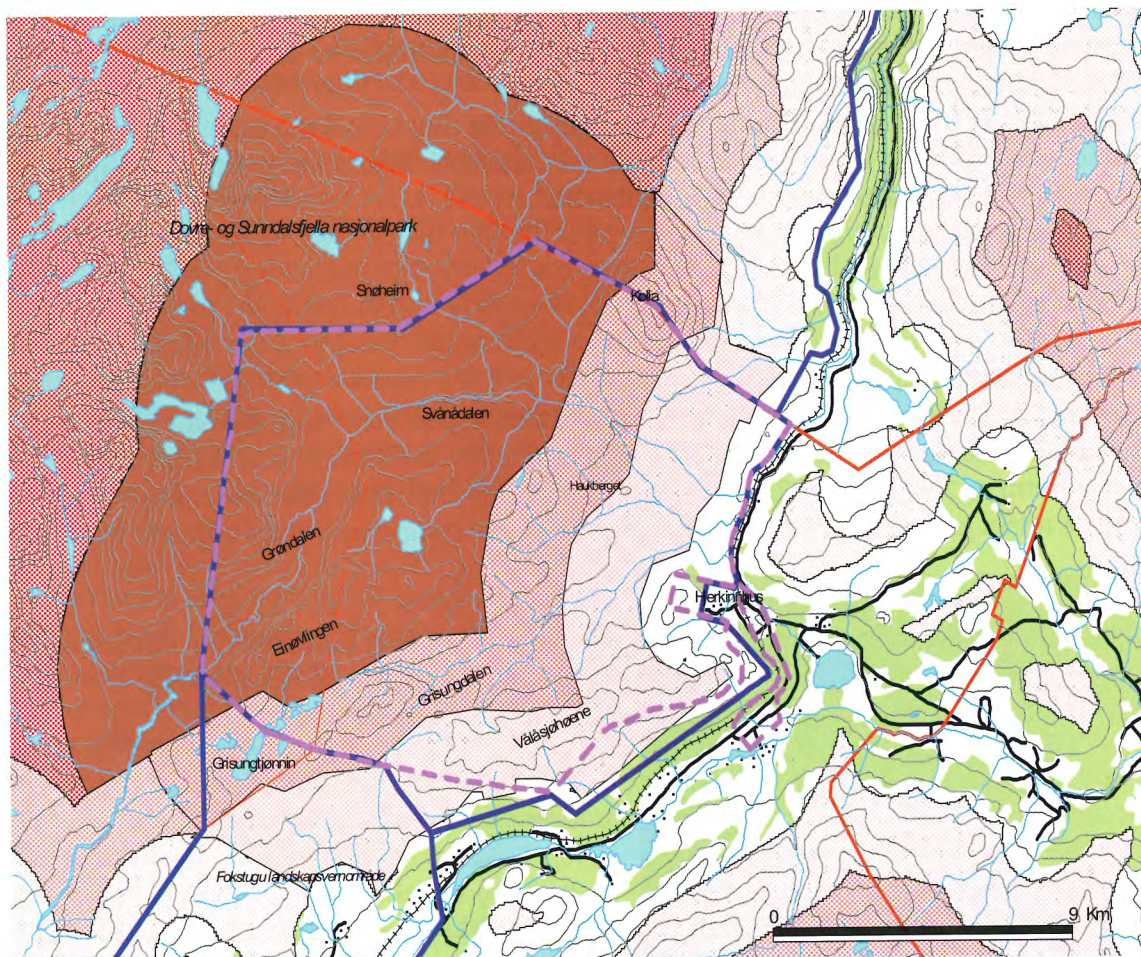 Dovre- og Sunndalsfjella nasjonalpark
Snøheim
Kolla
Svånådalen
Haukberget
Grøndalen
Hjerkinnhus
Einøvlingen
Grisungdalen
Vålåsjøhøene
Grisungtjønnin
Fokstugu landskapsvernområde
0
9 Km